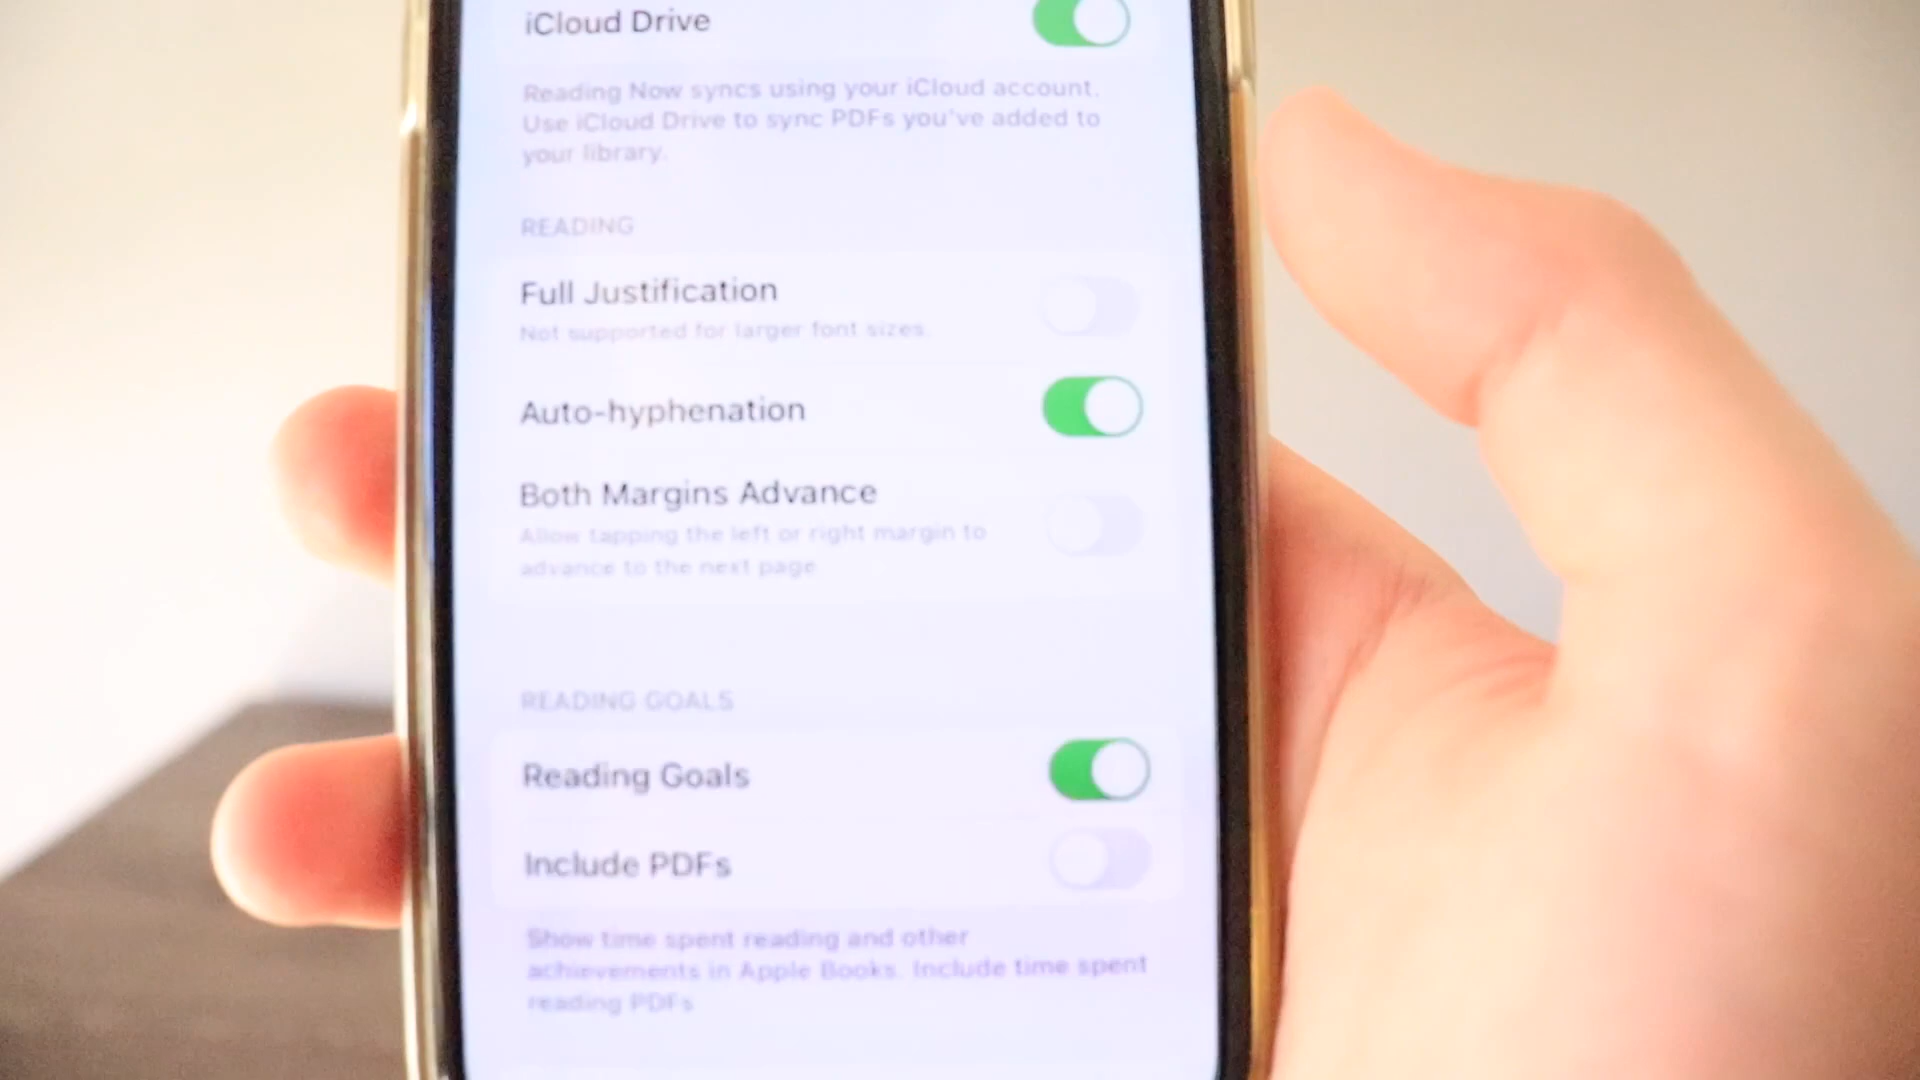 iCloud Drive
Reading Now syncs using your iCloud account.
Use iCloud Drive to sync PDFs you've added to
your library.
READING
Full Justification
Not supported for larger font sizes.
Auto-hyphenation
Both Margins Advance
Allow tapping the left or right margin to
advance to the next page
READING GOALS
Reading Goals
Include PDFs
Show time spent reading and other
achievements in Apple Books. Include time spent
reading PDFs